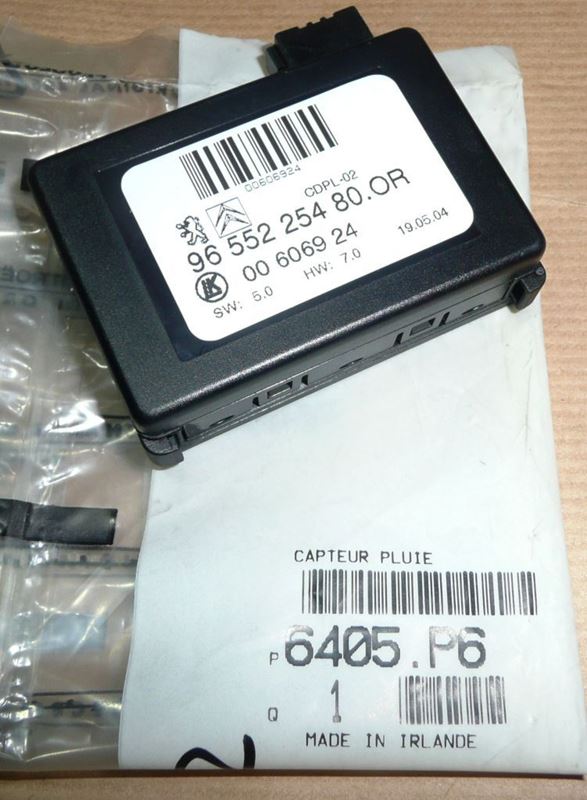 00606924
CDPL-02
96 552 254 80.OR
00 6069 24
19.05.04
SW: 5.0 HW: 7.0
CAPTEUR PLUIE
P 6405.P6
Q 1
MADE IN IRLANDE